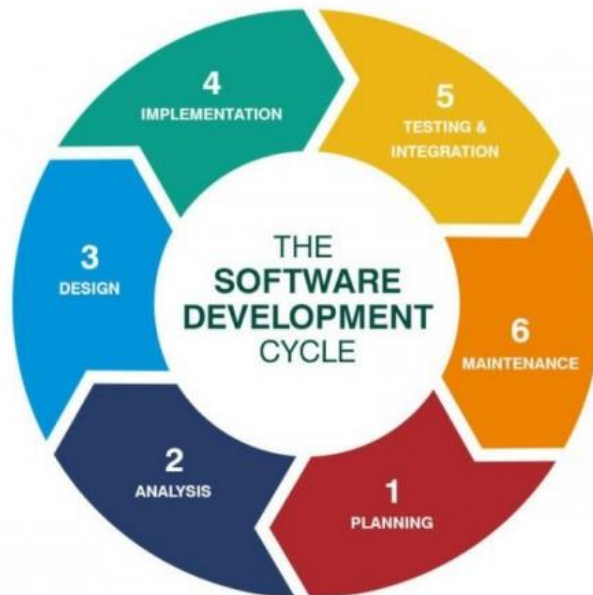 THE
SOFTWARE
DEVELOPMENT
CYCLE
1
PLANNING
2
ANALYSIS
3
DESIGN
4
IMPLEMENTATION
5
TESTING &
INTEGRATION
6
MAINTENANCE